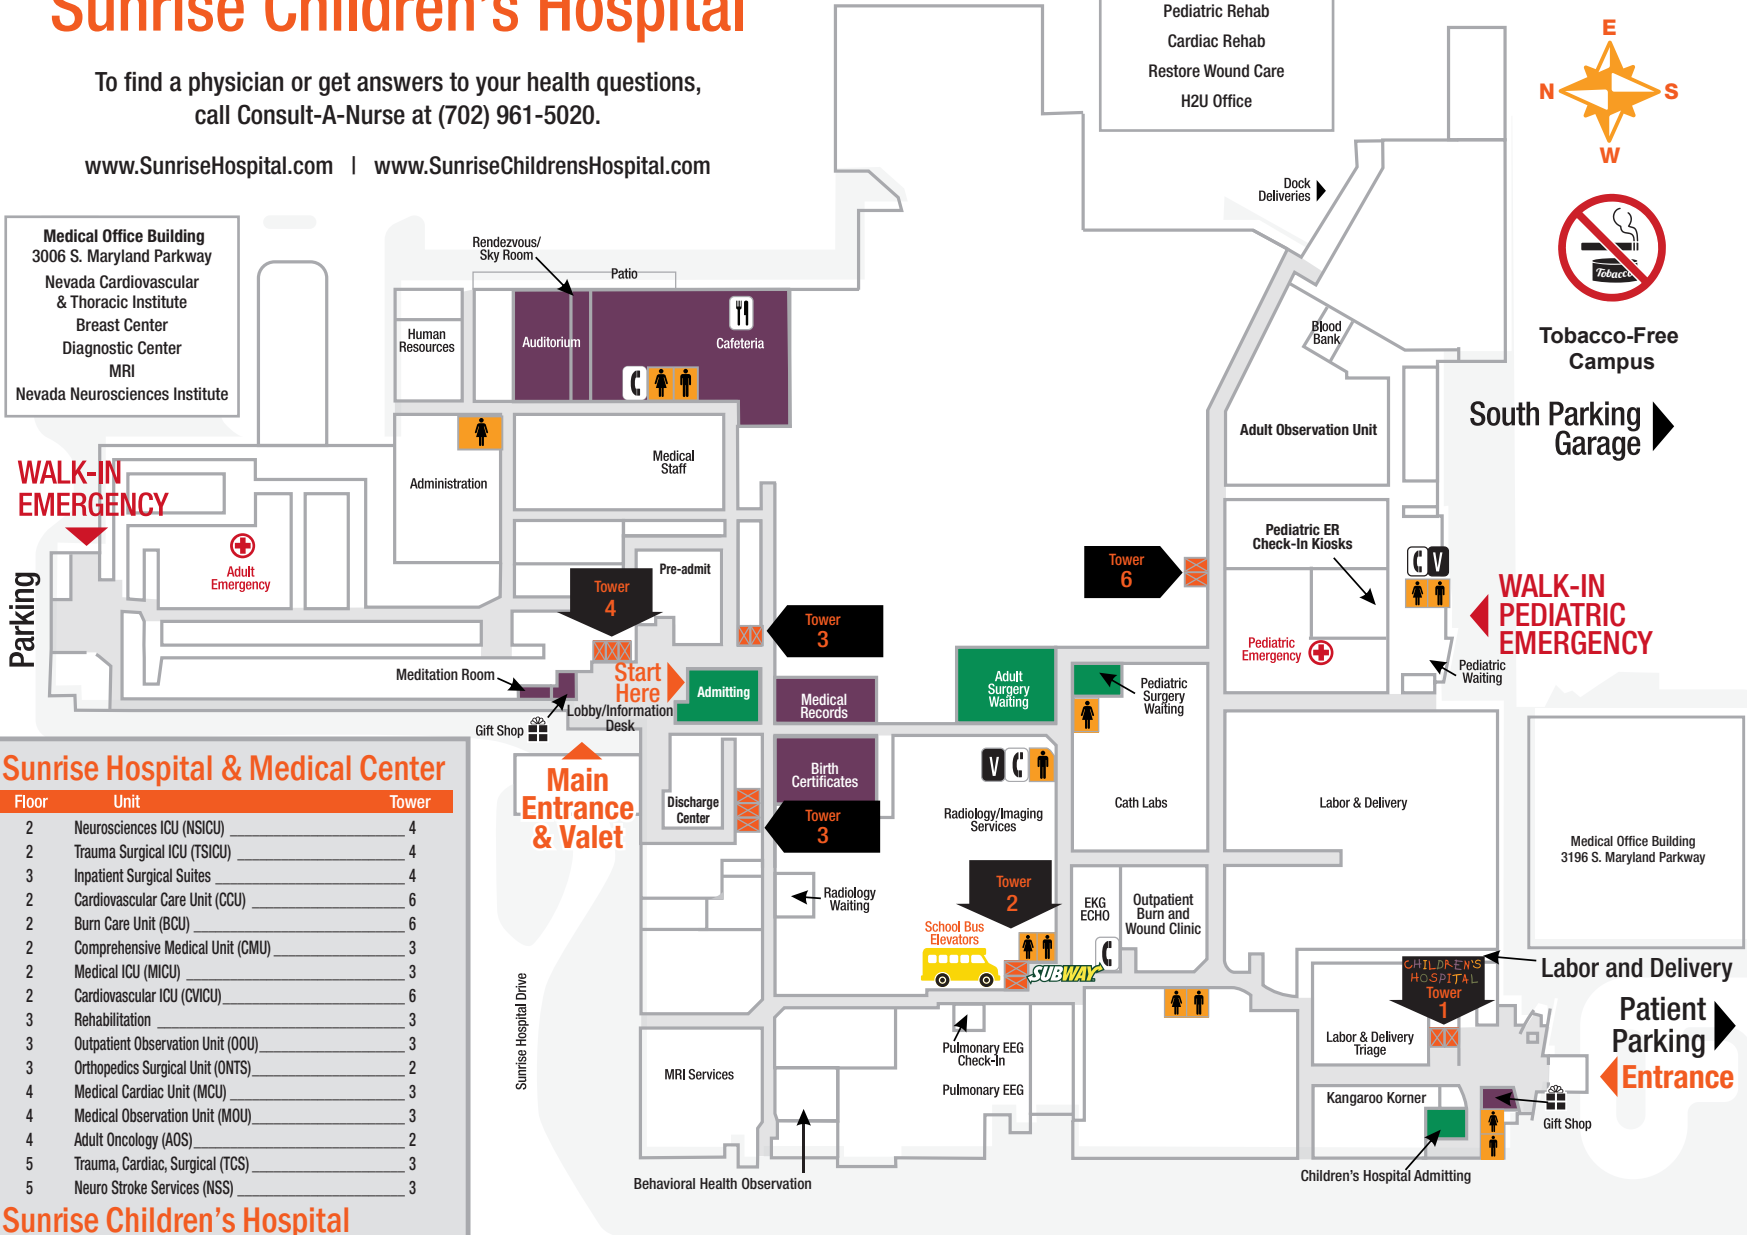 Sunrise Children's Hospital
To find a physician or get answers to your health questions,
call Consult-A-Nurse at (702) 961-5020.
www.SunriseHospital.com | www.SunriseChildrensHospital.com
Pediatric Rehab
Cardiac Rehab
Restore Wound Care
H2U Office
E
N
S
W
Tobacco
Tobacco-Free
Campus
South Parking
Garage
Dock
Deliveries
Medical Office Building
3006 S. Maryland Parkway
Nevada Cardiovascular
& Thoracic Institute
Breast Center
Diagnostic Center
MRI
Nevada Neurosciences Institute
Rendezvous/
Sky Room
Patio
Human
Resources
Auditorium
Cafeteria
Blood
Bank
Adult Observation Unit
WALK-IN
EMERGENCY
Parking
Adult
Emergency
Administration
Medical
Staff
Pre-admit
Tower
4
Tower
3
Tower
6
Pediatric ER
Check-In Kiosks
V
WALK-IN
PEDIATRIC
EMERGENCY
Pediatric
Emergency
Pediatric
Waiting
Meditation Room
Gift Shop
Start
Here
Lobby/Information
Desk
Admitting
Medical
Records
Adult
Surgery
Waiting
Pediatric
Surgery
Waiting
Main
Entrance
& Valet
Discharge
Center
Birth
Certificates
Tower
3
V
Radiology/Imaging
Services
Cath Labs
Labor & Delivery
Medical Office Building
3196 S. Maryland Parkway
Radiology
Waiting
Tower
2
EKG
ECHO
Outpatient
Burn and
Wound Clinic
School Bus
Elevators
SUBWAY
CHILDREN'S
HOSPITAL
Tower
1
Labor and Delivery
Patient
Parking
Entrance
Labor & Delivery
Triage
Kangaroo Korner
Gift Shop
Children's Hospital Admitting
Pulmonary EEG
Check-In
Pulmonary EEG
MRI Services
Behavioral Health Observation
Sunrise Hospital Drive
Sunrise Hospital & Medical Center
Floor Unit Tower
2 Neurosciences ICU (NSICU) 4
2 Trauma Surgical ICU (TSICU) 4
3 Inpatient Surgical Suites 4
2 Cardiovascular Care Unit (CCU) 6
2 Burn Care Unit (BCU) 6
2 Comprehensive Medical Unit (CMU) 3
2 Medical ICU (MICU) 3
2 Cardiovascular ICU (CVICU) 6
3 Rehabilitation 3
3 Outpatient Observation Unit (OOU) 3
3 Orthopedics Surgical Unit (ONTS) 2
4 Medical Cardiac Unit (MCU) 3
4 Medical Observation Unit (MOU) 3
4 Adult Oncology (AOS) 2
5 Trauma, Cardiac, Surgical (TCS) 3
5 Neuro Stroke Services (NSS) 3
Sunrise Children's Hospital